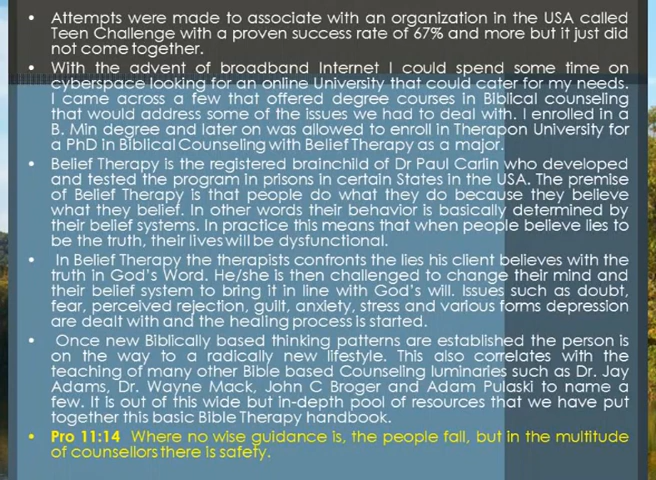 • Attempts were made to associate with an organization in the USA called
Teen Challenge with a proven success rate of 67% and more but it just did
not come together.
• With the advent of broadband Internet I could spend some time on
cyberspace looking for an online University that could cater for my needs.
I came across a few that offered degree courses in Biblical counseling
that would address some of the issues we had to deal with. I enrolled in a
B. Min degree and later on was allowed to enroll in Therapon University for
a PhD in Biblical Counseling with Belief Therapy as a major.
• Belief Therapy is the registered brainchild of Dr Paul Carlin who developed
and tested the program in prisons in certain States in the USA. The premise
of Belief Therapy is that people do what they do because they believe
what they belief. In other words their behavior is basically determined by
their belief systems. In practice this means that when people believe lies to
be the truth, their lives will be dysfunctional.
• In Belief Therapy the therapists confronts the lies his client believes with the
truth in God's Word. He/she is then challenged to change their mind and
their belief system to bring it in line with God's will. Issues such as doubt,
fear, perceived rejection, guilt, anxiety, stress and various forms depression
are dealt with and the healing process is started.
• Once new Biblically based thinking patterns are established the person is
on the way to a radically new lifestyle. This also correlates with the
teaching of many other Bible based Counseling luminaries such as Dr. Jay
Adams, Dr. Wayne Mack, John C Broger and Adam Pulaski to name a
few. It is out of this wide but in-depth pool of resources that we have put
together this basic Bible Therapy handbook.
• Pro 11:14 Where no wise guidance is, the people fall, but in the multitude
of counsellors there is safety.